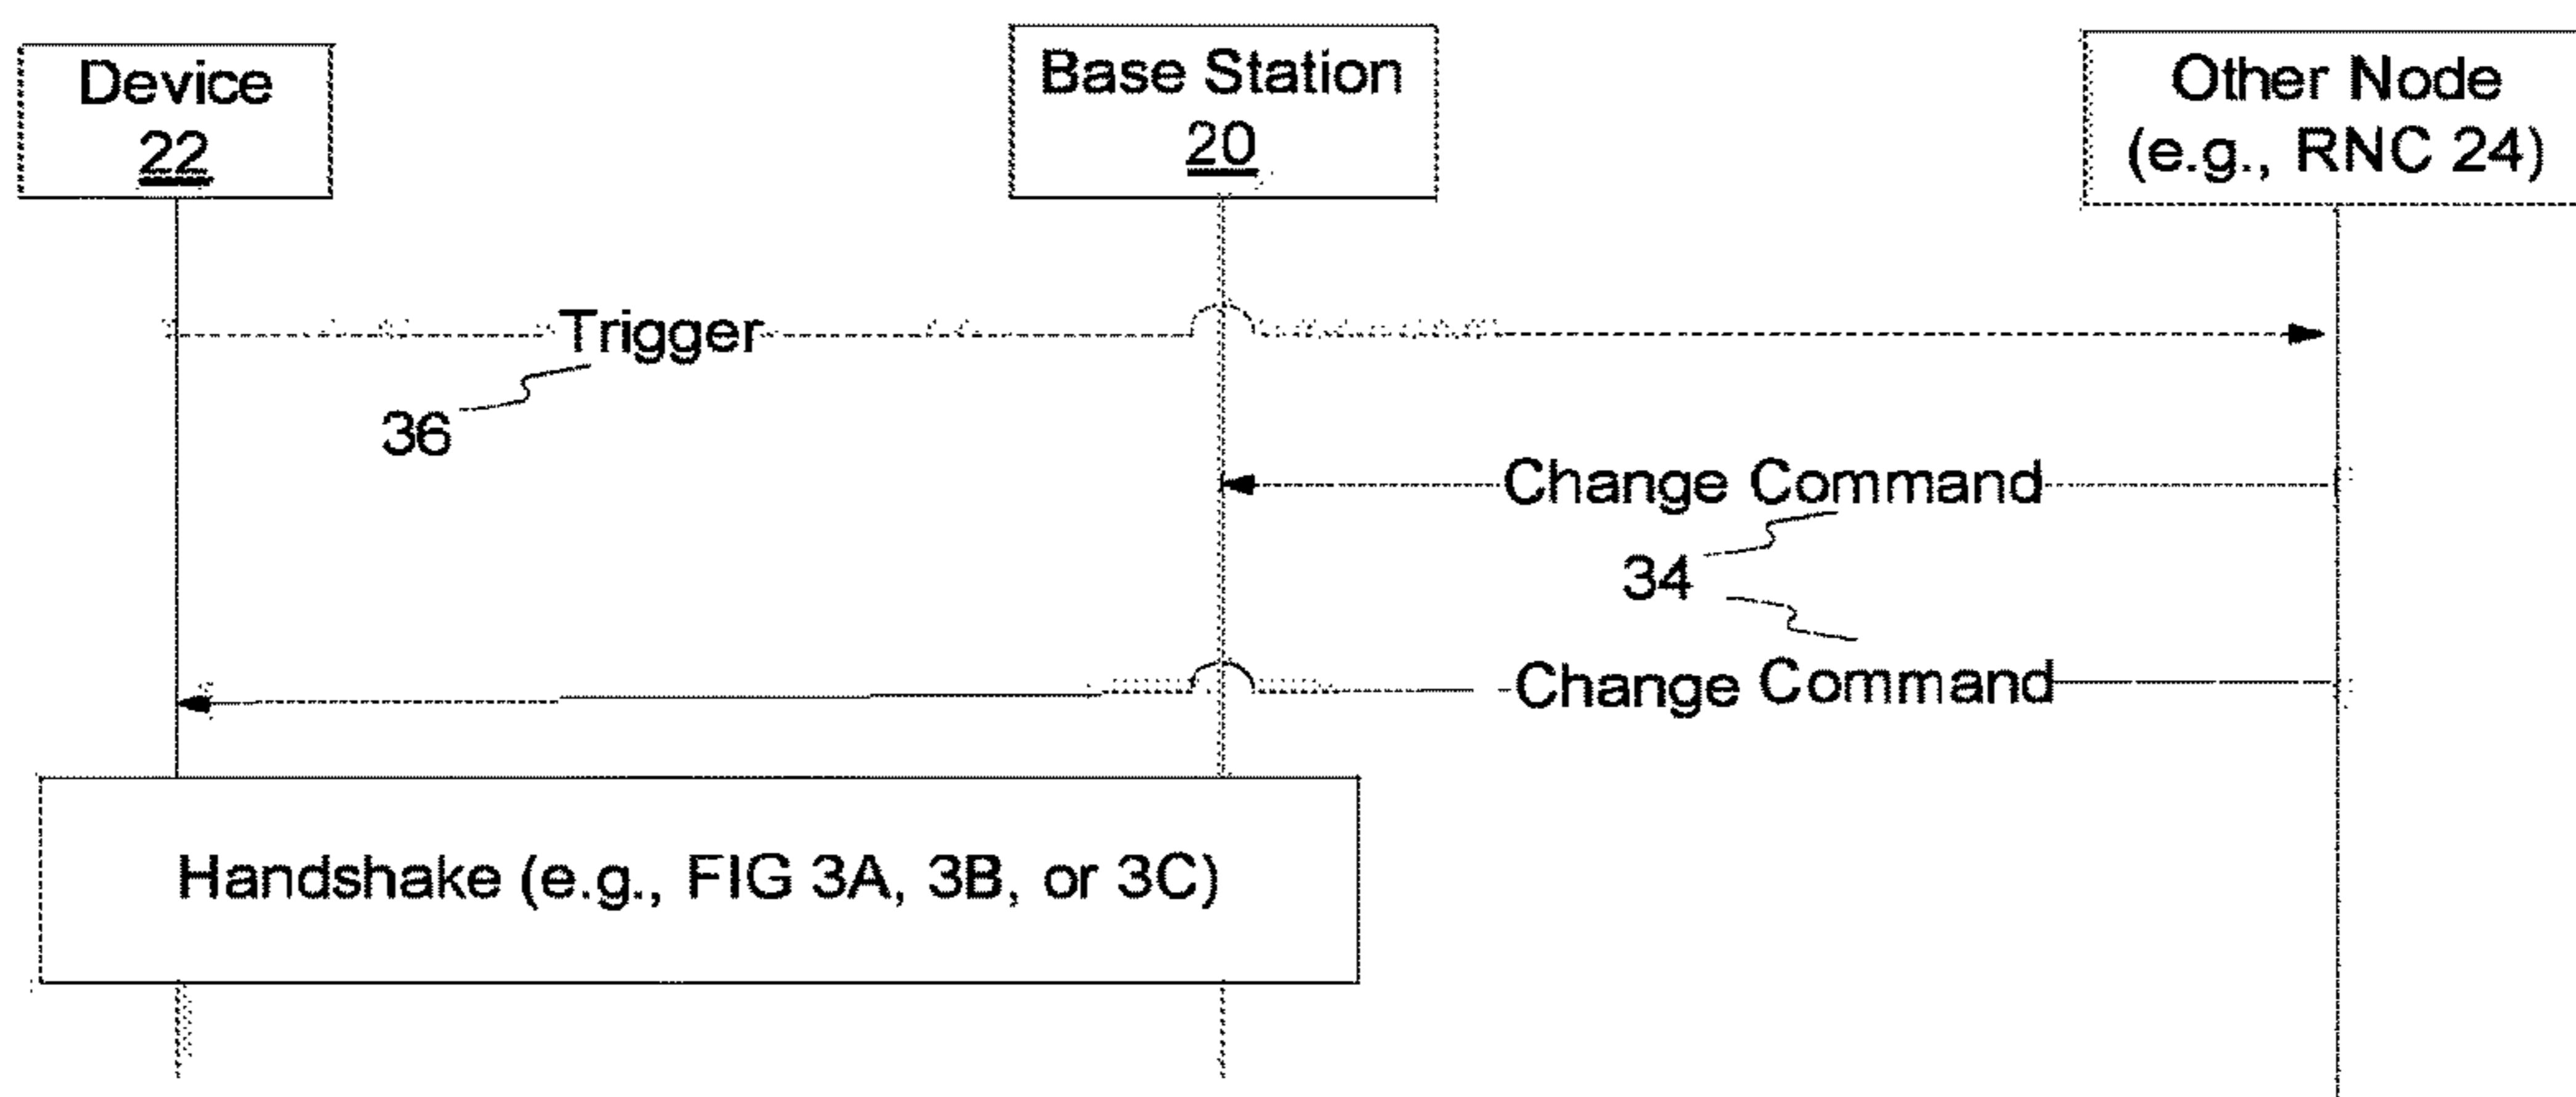 Device
22
Base Station
20
Other Node
(e.g., RNC 24)
Trigger
36
Change Command
34
Change Command
Handshake (e.g., FIG 3A, 3B, or 3C)